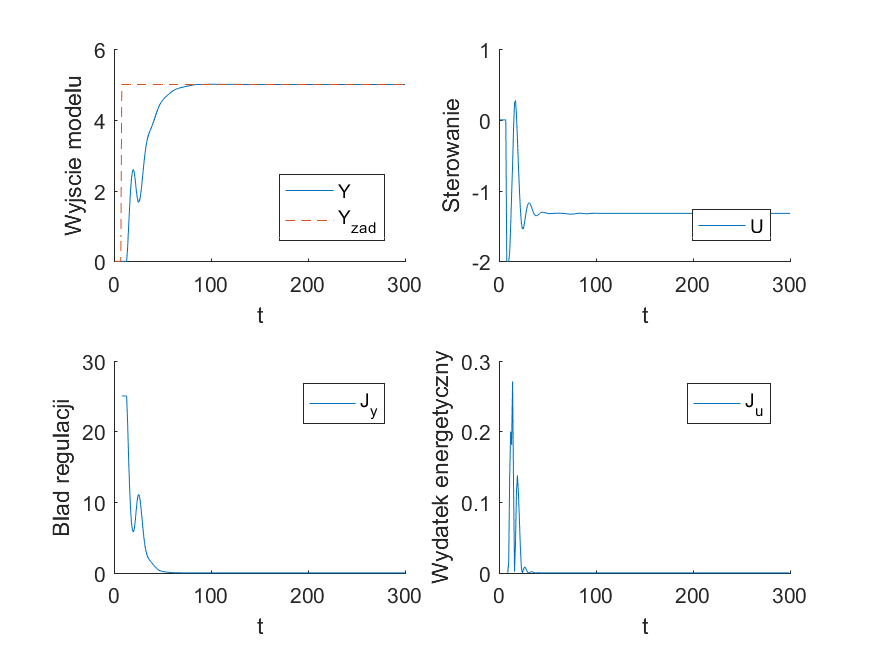 6
4
2
0
0
100
200
300
t
Wyjscie modelu
Y
Y_zad
1
0
-1
-2
0
100
200
300
t
Sterowanie
U
30
20
10
0
0
100
200
300
t
Blad regulacji
J_y
0.3
0.2
0.1
0
0
100
200
300
t
Wydatek energetyczny
J_u